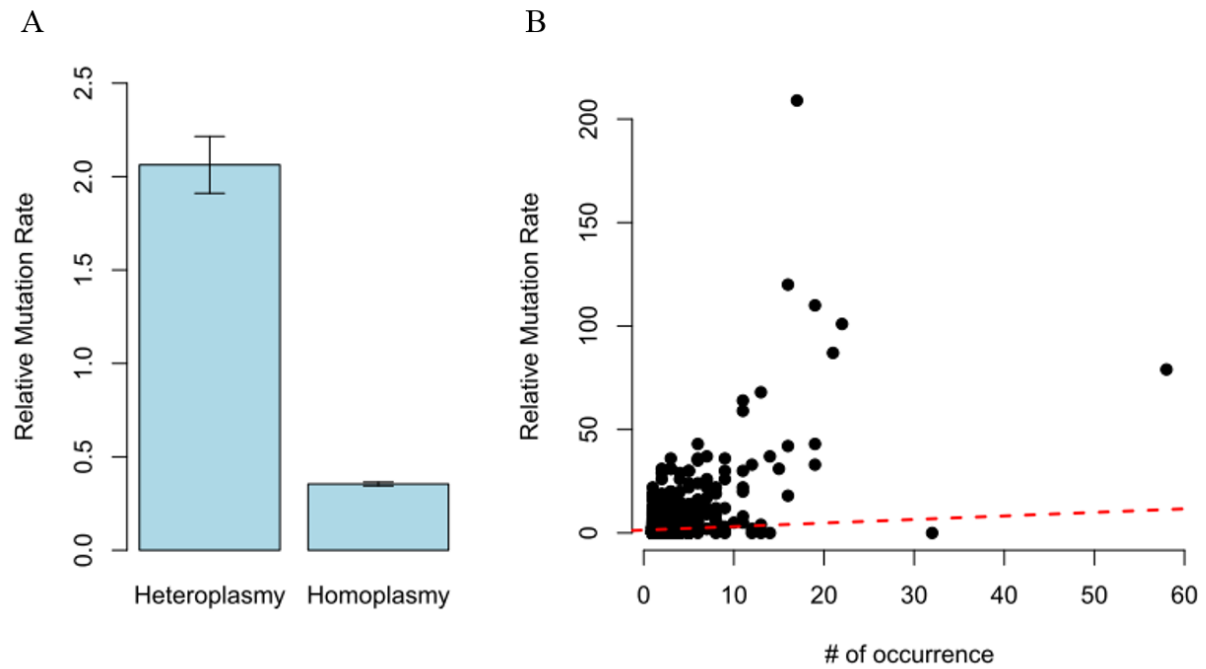 A
Relative Mutation Rate
2.5
2.0
1.5
1.0
0.5
0.0
Heteroplasmy Homoplasmy
B
Relative Mutation Rate
200
150
100
50
0
0 10 20 30 40 50 60
# of occurrence